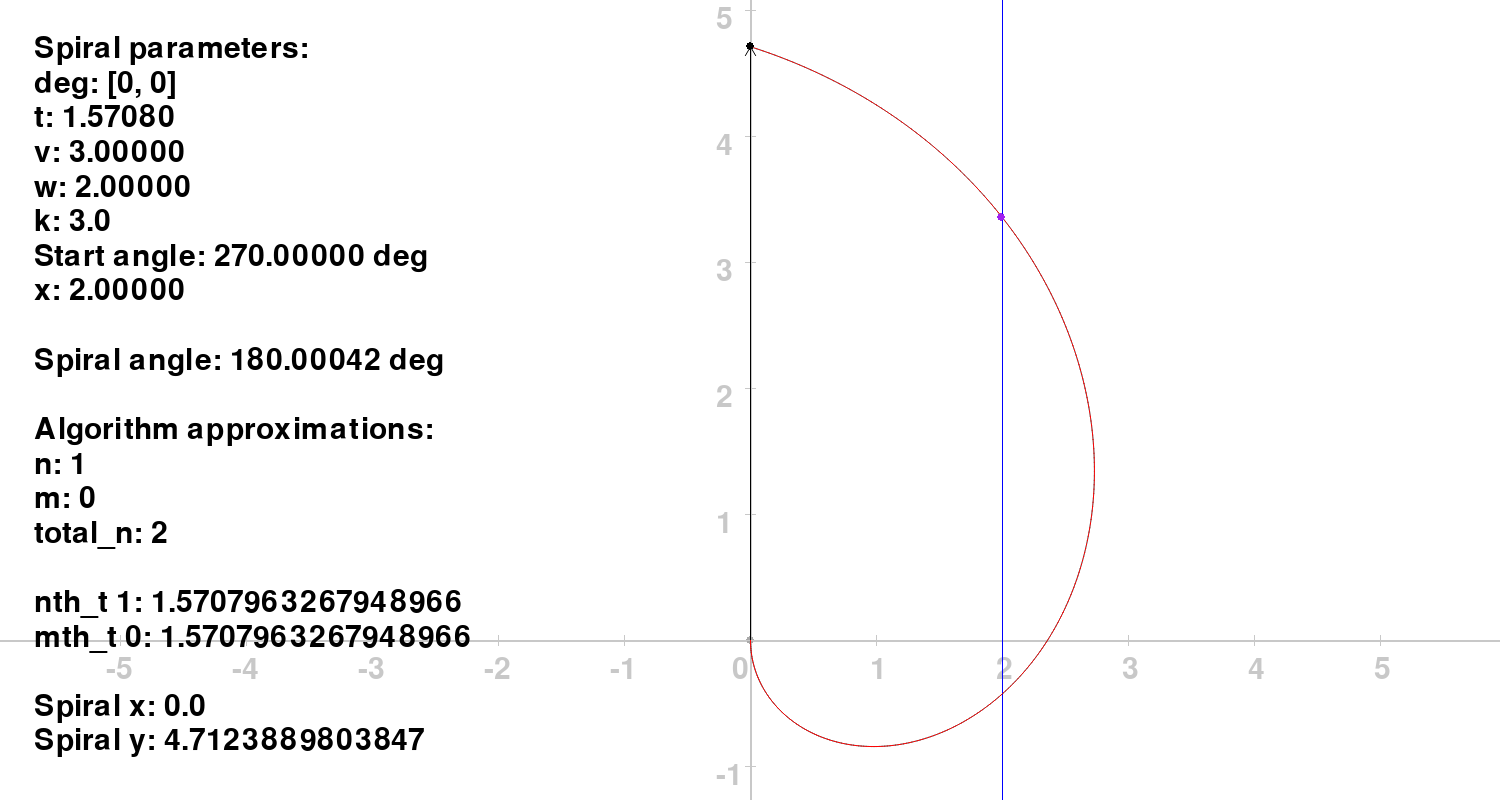 Spiral parameters:
deg: [0, 0]
t: 1.57080
v: 3.00000
w: 2.00000
k: 3.0
Start angle: 270.00000 deg
x: 2.00000
Spiral angle: 180.00042 deg
Algorithm approximations:
n: 1
m: 0
total_n: 2
nth_t 1: 1.5707963267948966
mth_t 0: 1.5707963267948966
Spiral x: 0.0
Spiral y: 4.7123889803847
5
4
3
2
1
-5 -4 -3 -2 -1 0 1 2 3 4 5
-1